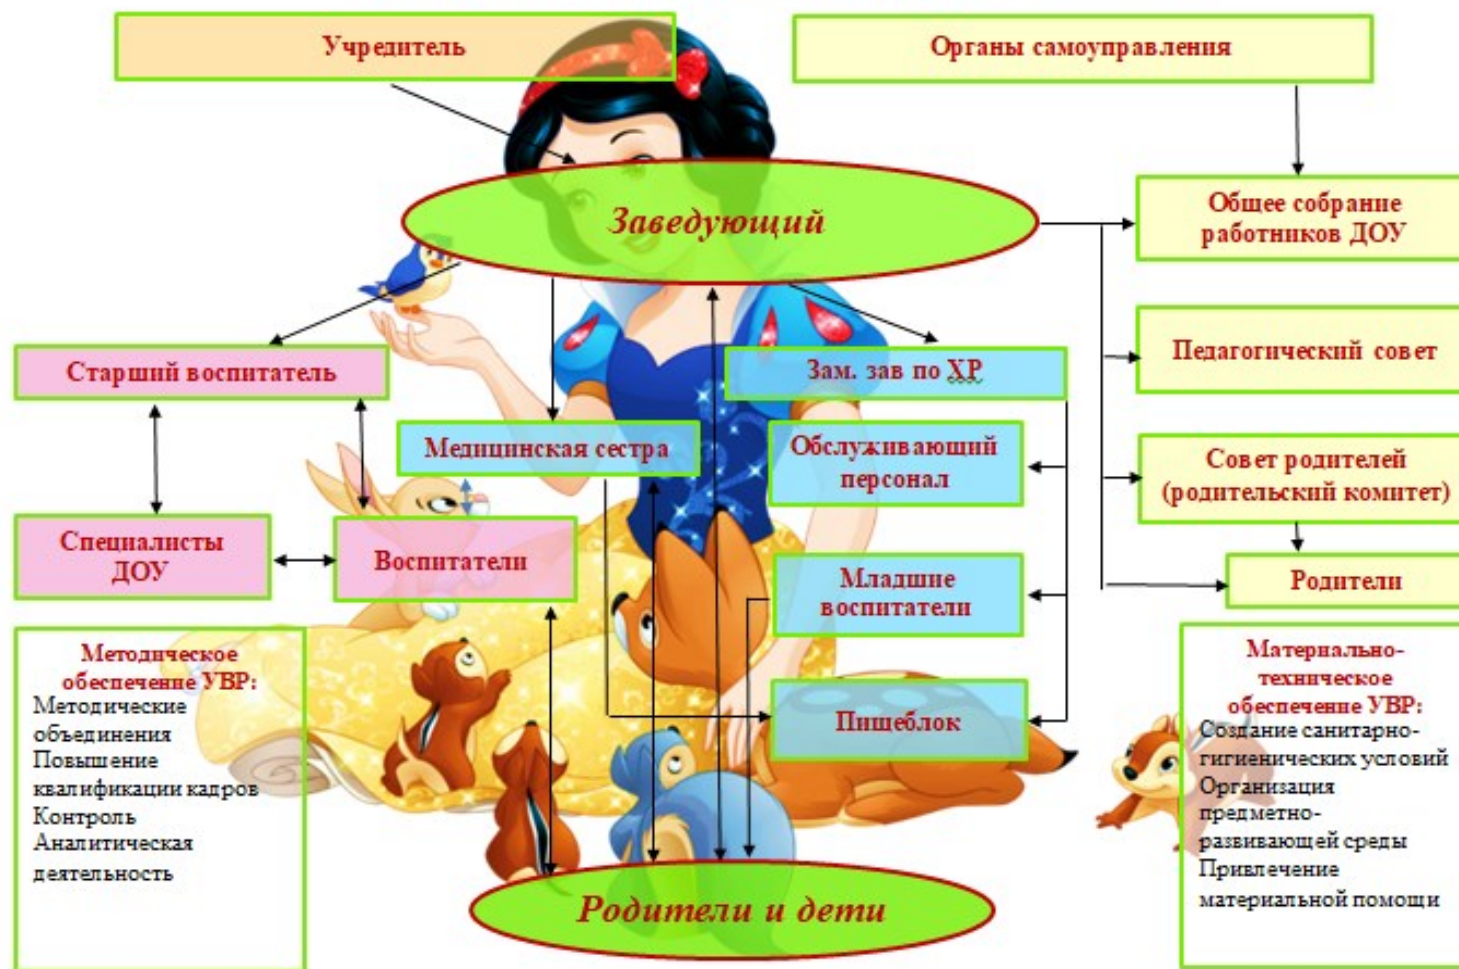 Учредитель
Органы самоуправления
Заведующий
Общее собрание
работников ДОУ
Педагогический совет
Старший воспитатель
Зам. зав по ХР
Медицинская сестра
Обслуживающий
персонал
Совет родителей
(родительский комитет)
Специалисты
ДОУ
Воспитатели
Младшие
воспитатели
Родители
Методическое
обеспечение УВР:
Методические
объединения
Повышение
квалификации кадров
Контроль
Аналитическая
деятельность
Пищеблок
Материально-
техническое
обеспечение УВР:
Создание санитарно-
гигиенических условий
Организация
предметно-
развивающей среды
Привлечение
материальной помощи
Родители и дети